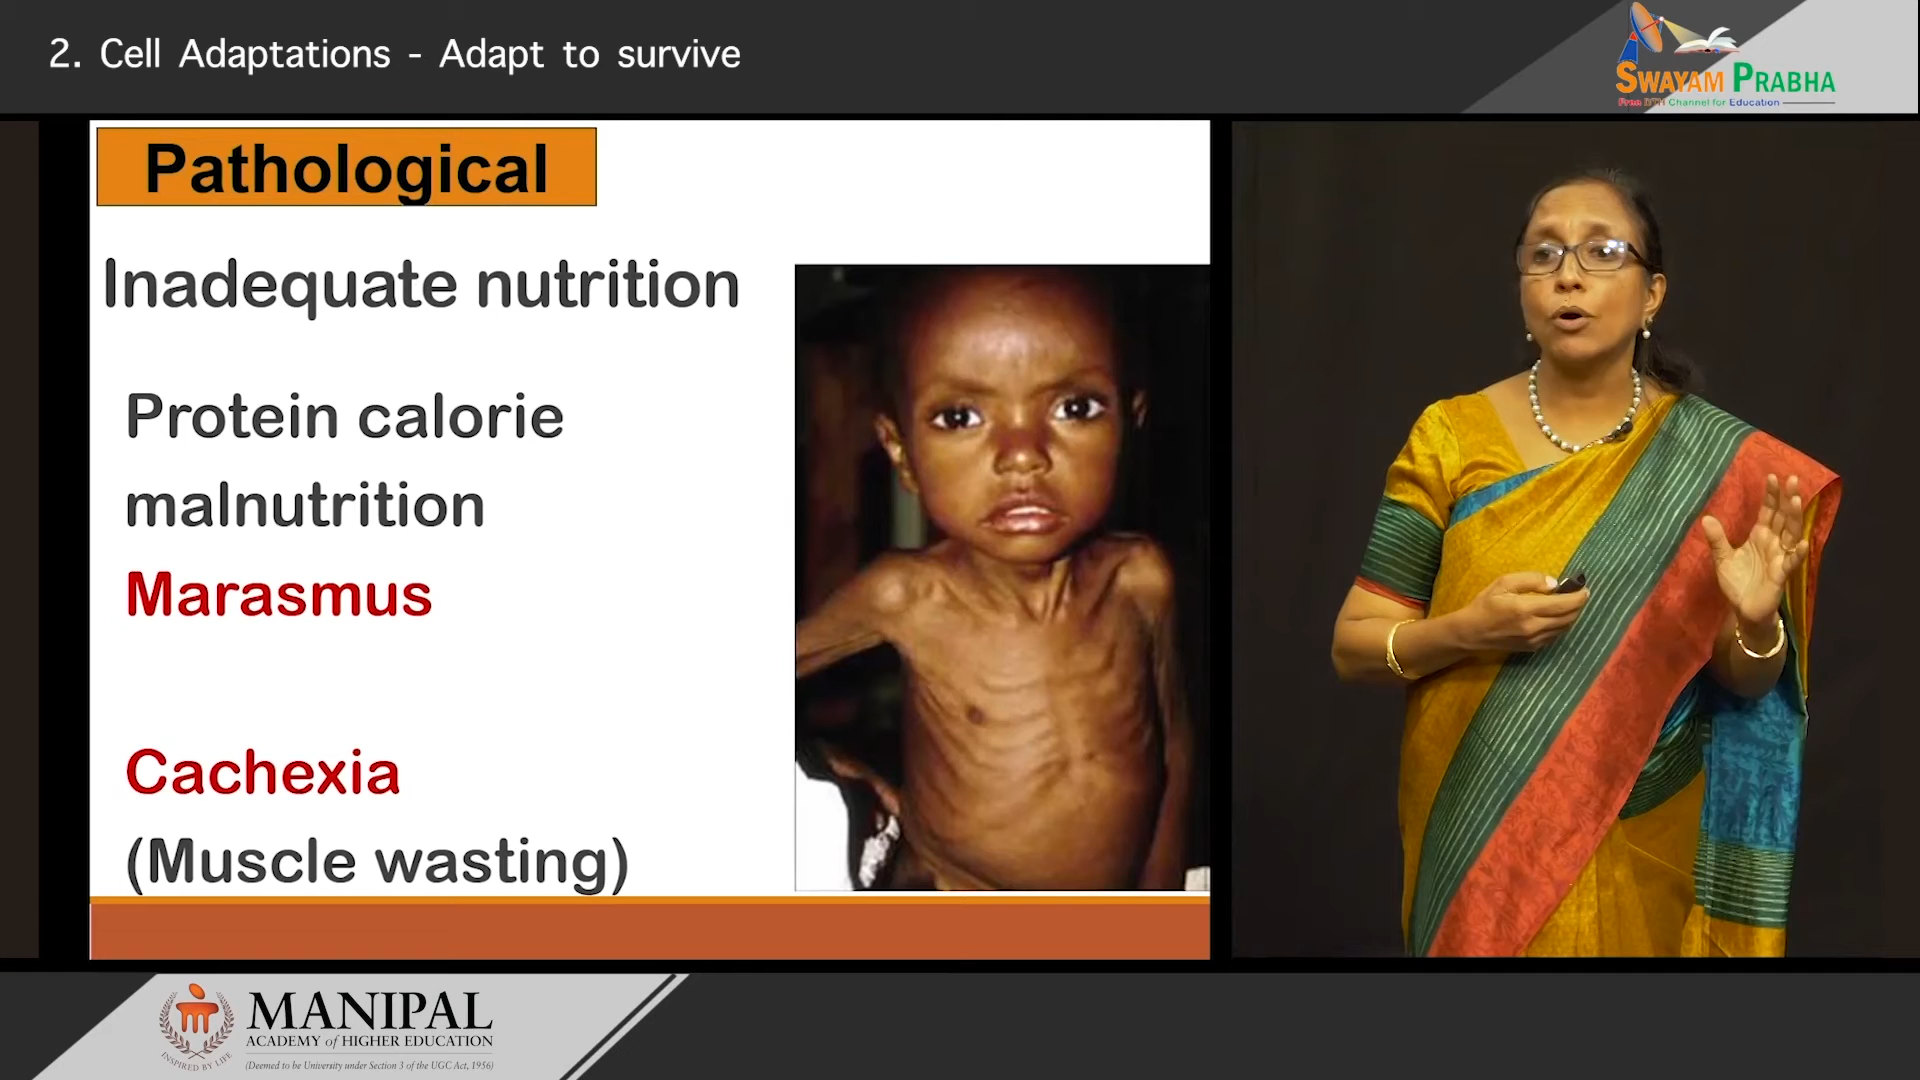 2. Cell Adaptations - Adapt to survive
SWAYAM PRABHA
Free DTH Channel for Education
Pathological
Inadequate nutrition
Protein calorie
malnutrition
Marasmus
Cachexia
(Muscle wasting)
INSPIRED BY LIFE
MANIPAL
ACADEMY of HIGHER EDUCATION
(Deemed to be University under Section 3 of the UGC Act, 1956)